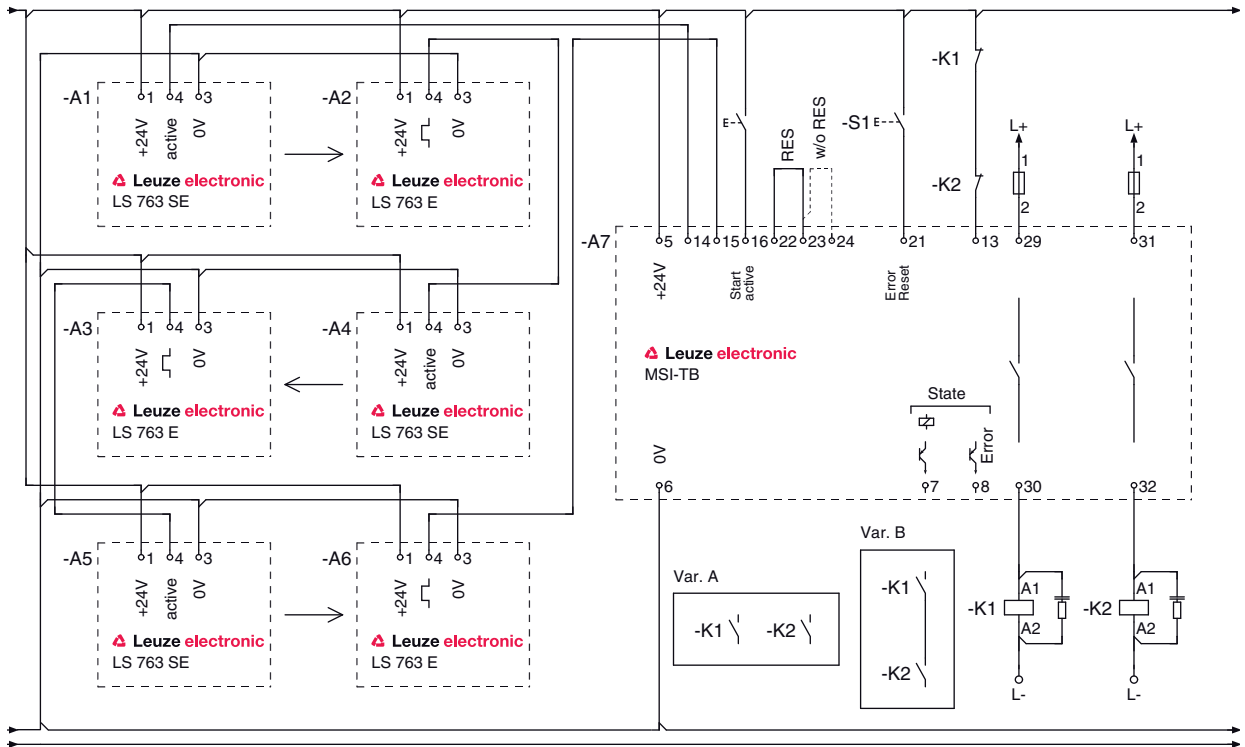 -A1
1 4 3
+24V
active
0V
Leuze electronic
LS 763 SE
-A2
1 4 3
+24V
0V
Leuze electronic
LS 763 E
-A3
1 4 3
+24V
0V
Leuze electronic
LS 763 E
-A4
1 4 3
+24V
active
0V
Leuze electronic
LS 763 SE
-A5
1 4 3
+24V
active
0V
Leuze electronic
LS 763 SE
-A6
1 4 3
+24V
0V
Leuze electronic
LS 763 E
E
RES
w/o RES
-S1 E
-K1
-K2
L+
1
2
L+
1
2
-A7
5 14 15 16 22 23 24 21 13 29 31
+24V
Start
active
Error
Reset
Leuze electronic
MSI-TB
State
Error
0V
6 7 8 30 32
Var. A
-K1 -K2
Var. B
-K1
-K2
-K1
A1
A2
L-
-K2
A1
A2
L-